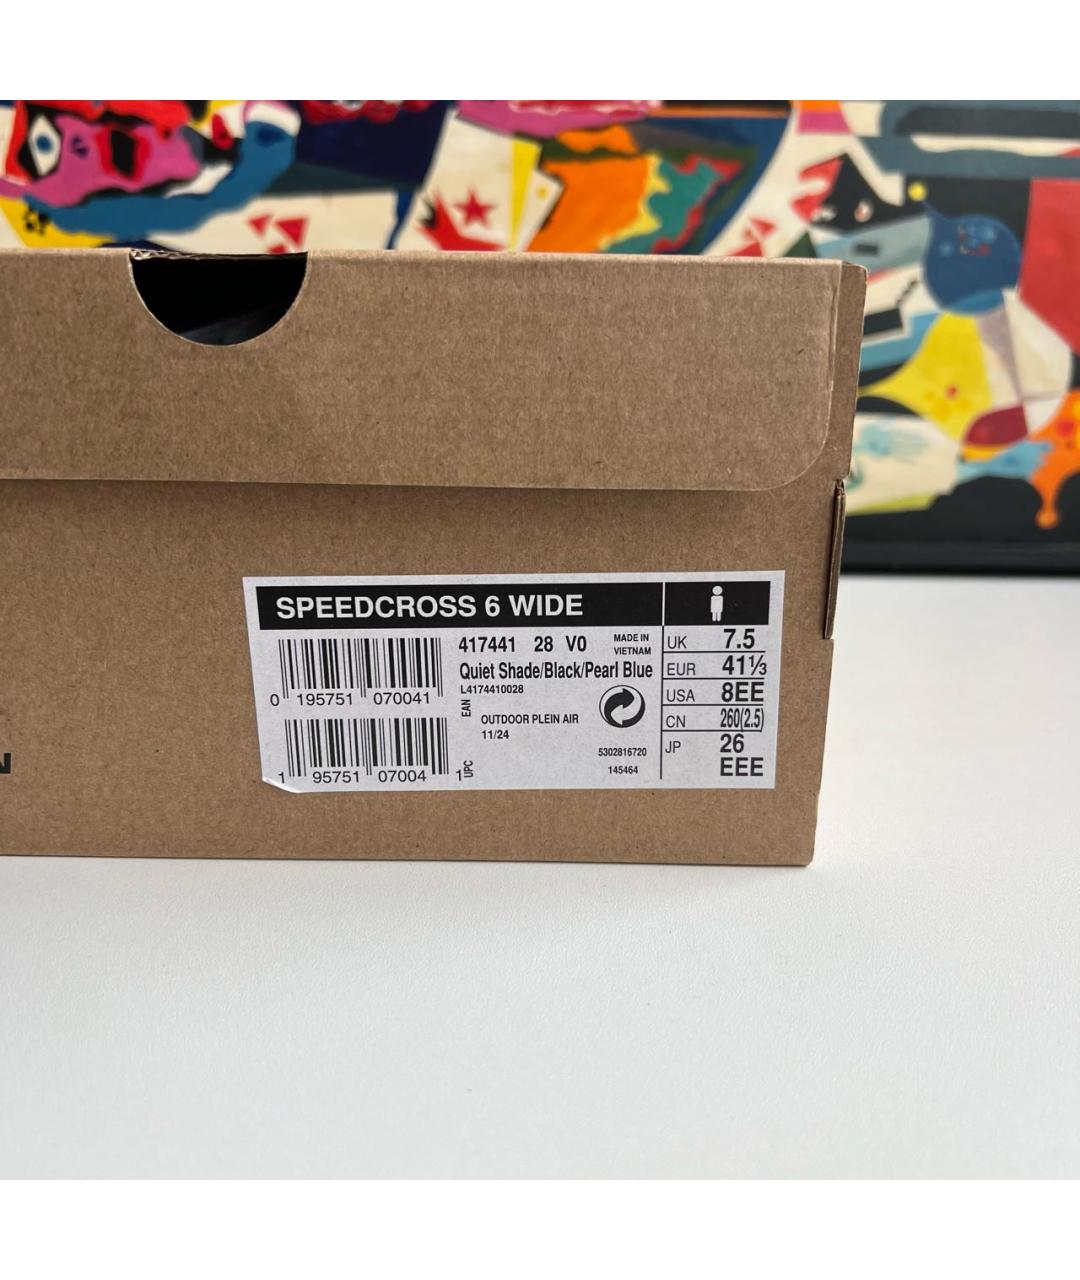 SPEEDCROSS 6 WIDE
417441 28 V0
MADE IN
VIETNAM
Quiet Shade/Black/Pearl Blue
L4174410028
0 195751 070041
EAN
OUTDOOR PLEIN AIR
11/24
5302816720
145464
1 95751 07004 1
UPC
UK 7.5
EUR 41⅓
USA 8EE
CN 260(2.5)
JP 26
EEE
N